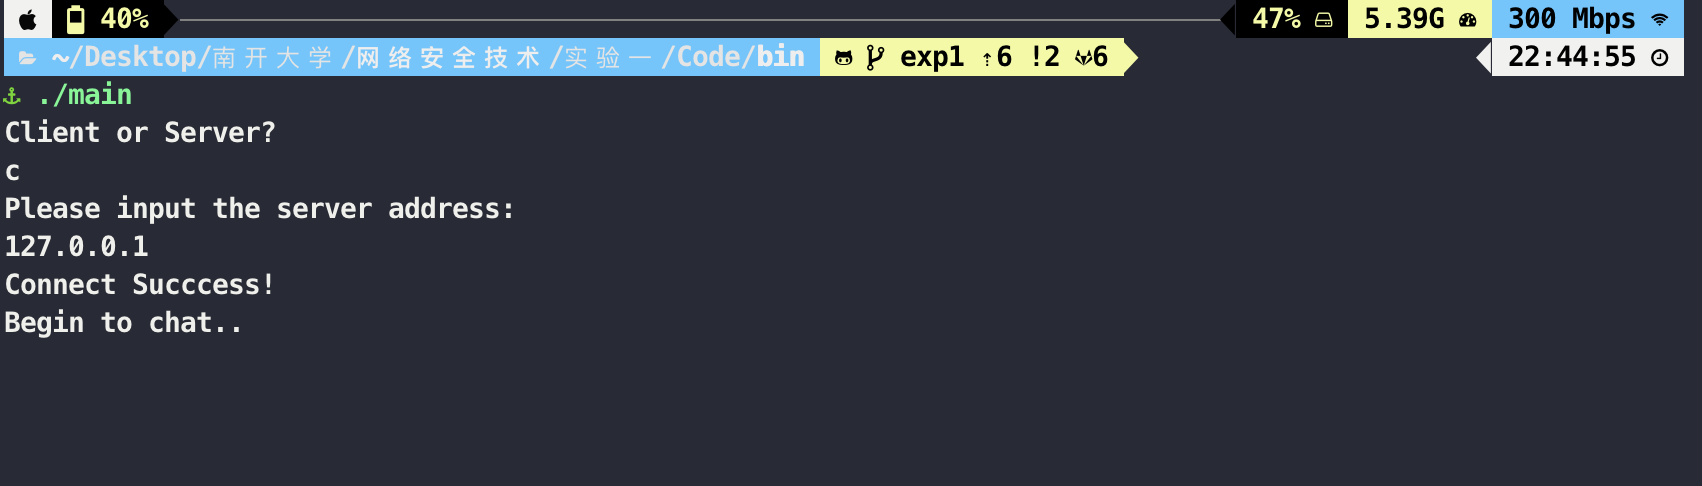 40% 47% 5.39G 300 Mbps
~/Desktop/南开大学/网络安全技术/实验一/Code/bin exp1 ⇡6 !2 6 22:44:55
./main
Client or Server?
c
Please input the server address:
127.0.0.1
Connect Succcess!
Begin to chat..